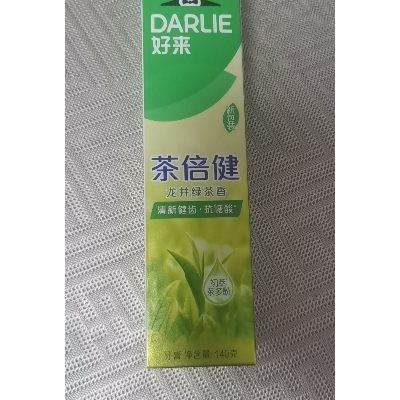 DARLIE
好来
新包装
茶倍健
龙井绿茶香
清新健齿·抗糖酸
初萃
茶多酚
牙膏 净含量:140克